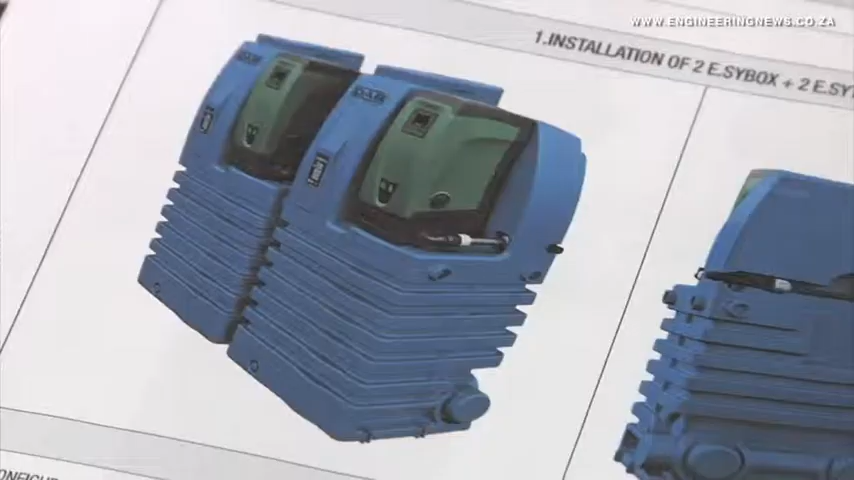 WWW.ENGINEERINGNEWS.CO.ZA
1.INSTALLATION OF 2 E.SYBOX + 2 E.SY